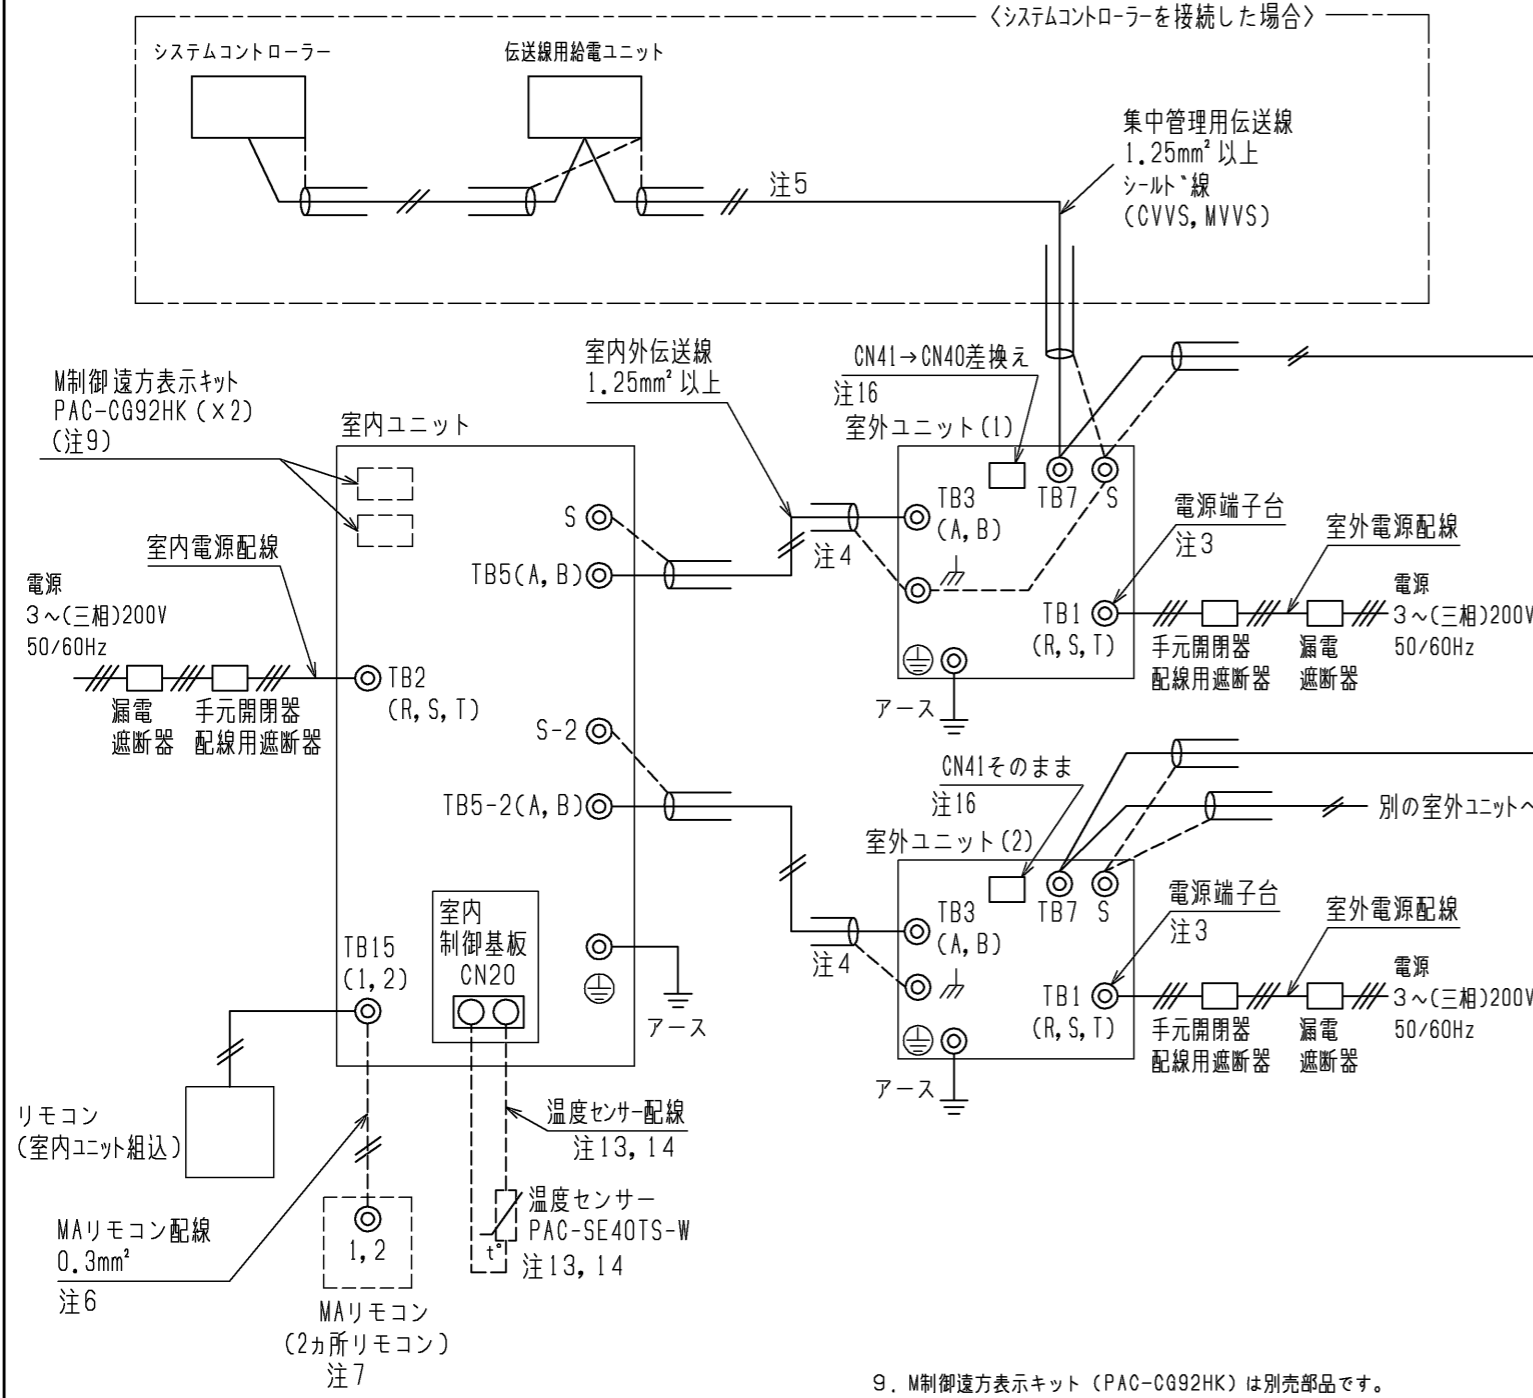 〈システムコントローラーを接続した場合〉
システムコントローラー
伝送線用給電ユニット
集中管理用伝送線
1.25mm²以上
シールド線
(CVVS,MVVS)
注5
室内外伝送線
1.25mm²以上
CN41→CN40差換え
注16
室外ユニット(1)
M制御遠方表示キット
PAC-CG92HK(×2)
(注9)
室内ユニット
S
TB5(A,B)
注4
TB3
(A,B)
TB7
S
電源端子台
注3
室外電源配線
TB1
(R,S,T)
手元開閉器
配線用遮断器
漏電
遮断器
電源
3~(三相)200V
50/60Hz
アース
室内電源配線
電源
3~(三相)200V
50/60Hz
漏電
遮断器
手元開閉器
配線用遮断器
TB2
(R,S,T)
S-2
TB5-2(A,B)
CN41そのまま
注16
室外ユニット(2)
別の室外ユニットへ
注4
TB3
(A,B)
TB7
S
電源端子台
注3
室外電源配線
TB1
(R,S,T)
手元開閉器
配線用遮断器
漏電
遮断器
電源
3~(三相)200V
50/60Hz
アース
TB15
(1,2)
室内
制御基板
CN20
アース
リモコン
(室内ユニット組込)
温度センサー配線
注13,14
温度センサー
PAC-SE40TS-W
注13,14
t°
MAリモコン配線
0.3mm²
注6
1,2
MAリモコン
(2ヵ所リモコン)
注7
9. M制御遠方表示キット(PAC-CG92HK)は別売部品です。